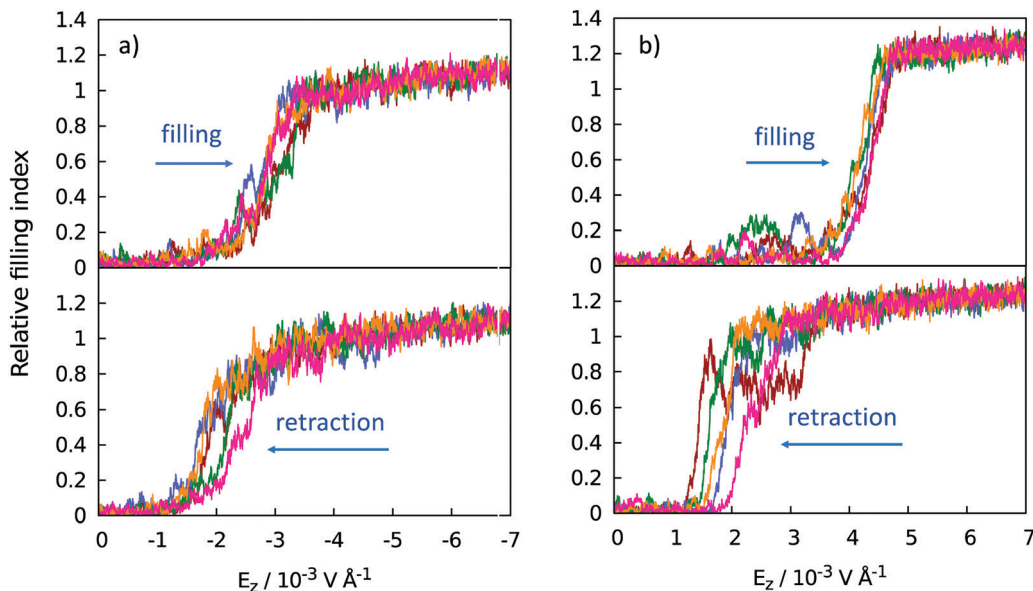 Relative filling index
a)
1.4
1.2
1
0.8
0.6
0.4
0.2
0
filling
1.2
1
0.8
0.6
0.4
0.2
0
retraction
0 -1 -2 -3 -4 -5 -6 -7
E_z / 10⁻³ V Å⁻¹
b)
1.4
1.2
1
0.8
0.6
0.4
0.2
0
filling
1.2
1
0.8
0.6
0.4
0.2
0
retraction
0 1 2 3 4 5 6 7
E_z / 10⁻³ V Å⁻¹